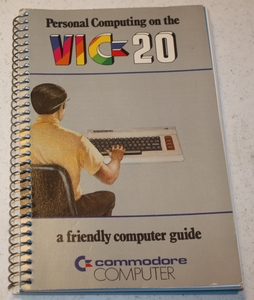 Personal Computing on the
VIC-20
a friendly computer guide
commodore
COMPUTER